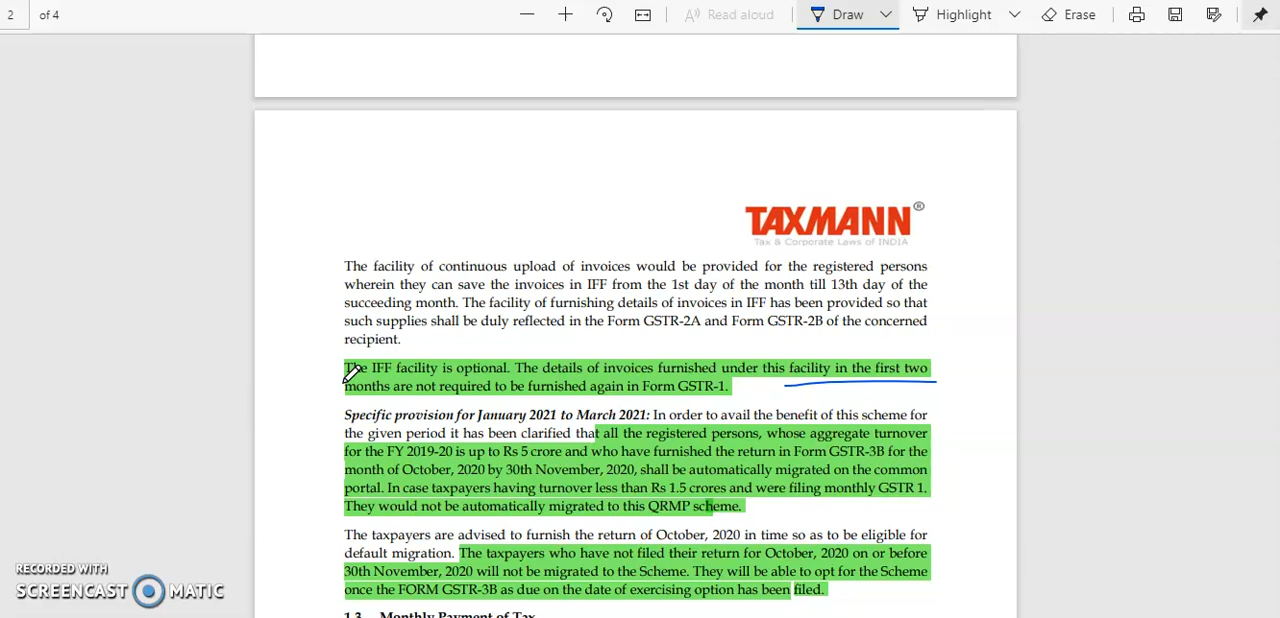 2 of 4 Read aloud Draw Highlight Erase
TAXMANN®
Tax & Corporate Laws of INDIA
The facility of continuous upload of invoices would be provided for the registered persons
wherein they can save the invoices in IFF from the 1st day of the month till 13th day of the
succeeding month. The facility of furnishing details of invoices in IFF has been provided so that
such supplies shall be duly reflected in the Form GSTR-2A and Form GSTR-2B of the concerned
recipient.
The IFF facility is optional. The details of invoices furnished under this facility in the first two
months are not required to be furnished again in Form GSTR-1.
Specific provision for January 2021 to March 2021: In order to avail the benefit of this scheme for
the given period it has been clarified that all the registered persons, whose aggregate turnover
for the FY 2019-20 is up to Rs 5 crore and who have furnished the return in Form GSTR-3B for the
month of October, 2020 by 30th November, 2020, shall be automatically migrated on the common
portal. In case taxpayers having turnover less than Rs 1.5 crores and were filing monthly GSTR 1.
They would not be automatically migrated to this QRMP scheme.
The taxpayers are advised to furnish the return of October, 2020 in time so as to be eligible for
default migration. The taxpayers who have not filed their return for October, 2020 on or before
30th November, 2020 will not be migrated to the Scheme. They will be able to opt for the Scheme
once the FORM GSTR-3B as due on the date of exercising option has been filed.
1.3 Monthly Payment of Tax
RECORDED WITH
SCREENCAST MATIC